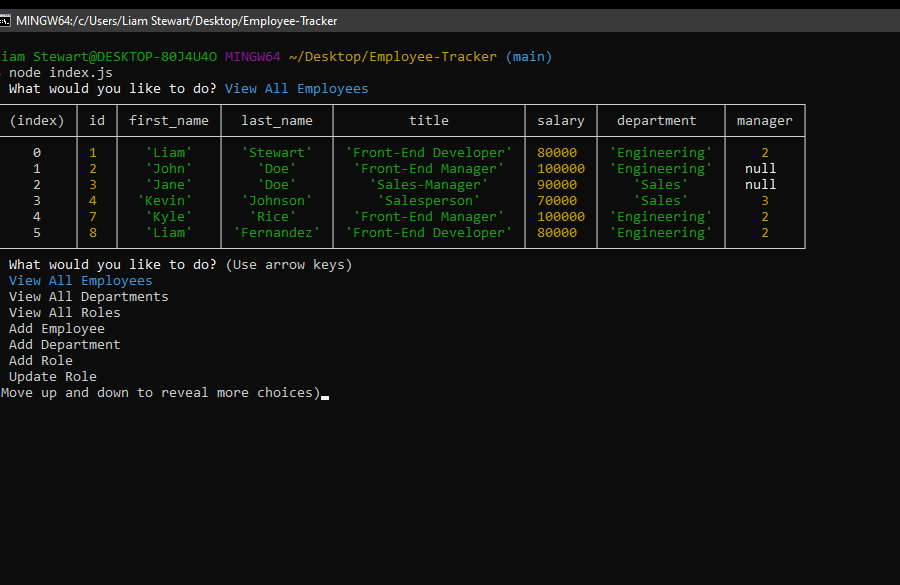 MINGW64:/c/Users/Liam Stewart/Desktop/Employee-Tracker
iam Stewart@DESKTOP-80J4U4O MINGW64 ~/Desktop/Employee-Tracker (main)
node index.js
What would you like to do? View All Employees
(index) id first_name last_name title salary department manager
0 1 'Liam' 'Stewart' 'Front-End Developer' 80000 'Engineering' 2
1 2 'John' 'Doe' 'Front-End Manager' 100000 'Engineering' null
2 3 'Jane' 'Doe' 'Sales-Manager' 90000 'Sales' null
3 4 'Kevin' 'Johnson' 'Salesperson' 70000 'Sales' 3
4 7 'Kyle' 'Rice' 'Front-End Manager' 100000 'Engineering' 2
5 8 'Liam' 'Fernandez' 'Front-End Developer' 80000 'Engineering' 2
What would you like to do? (Use arrow keys)
View All Employees
View All Departments
View All Roles
Add Employee
Add Department
Add Role
Update Role
Move up and down to reveal more choices)